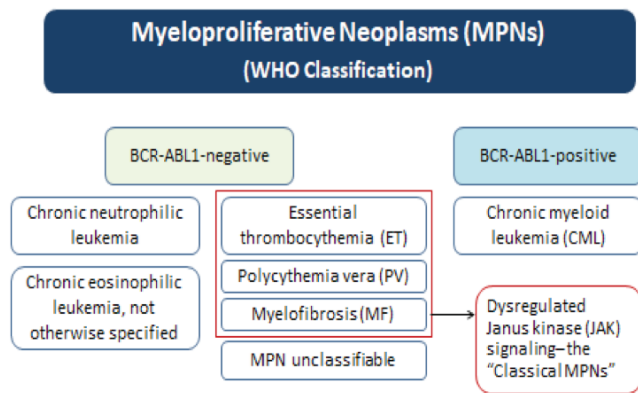 Myeloproliferative Neoplasms (MPNs)
(WHO Classification)
BCR-ABL1-negative
BCR-ABL1-positive
Chronic neutrophilic
leukemia
Chronic eosinophilic
leukemia, not
otherwise specified
Essential
thrombocythemia (ET)
Polycythemia vera (PV)
Myelofibrosis (MF)
MPN unclassifiable
Chronic myeloid
leukemia (CML)
Dysregulated
Janus kinase (JAK)
signaling–the
“Classical MPNs”